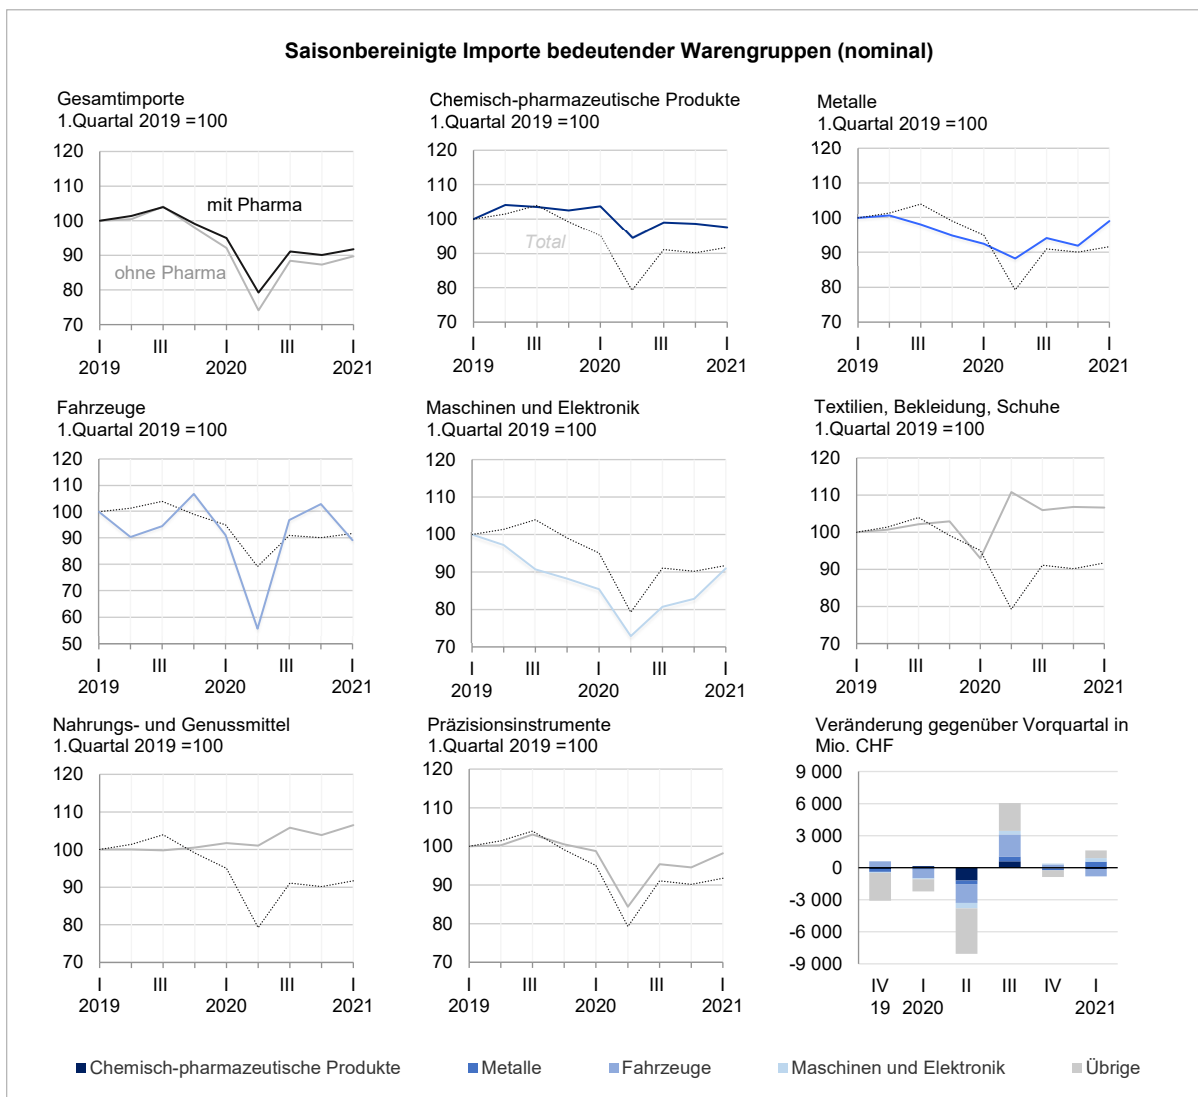 Saisonbereinigte Importe bedeutender Warengruppen (nominal)
Gesamtimporte
1.Quartal 2019 =100
120
110
100
90
80
70
mit Pharma
ohne Pharma
I III I III I
2019 2020 2021
Chemisch-pharmazeutische Produkte
1.Quartal 2019 =100
120
110
100
90
80
70
Total
I III I III I
2019 2020 2021
Metalle
1.Quartal 2019 =100
120
110
100
90
80
70
I III I III I
2019 2020 2021
Fahrzeuge
1.Quartal 2019 =100
120
110
100
90
80
70
60
50
I III I III I
2019 2020 2021
Maschinen und Elektronik
1.Quartal 2019 =100
120
110
100
90
80
70
I III I III I
2019 2020 2021
Textilien, Bekleidung, Schuhe
1.Quartal 2019 =100
120
110
100
90
80
70
I III I III I
2019 2020 2021
Nahrungs- und Genussmittel
1.Quartal 2019 =100
120
110
100
90
80
70
I III I III I
2019 2020 2021
Präzisionsinstrumente
1.Quartal 2019 =100
120
110
100
90
80
70
I III I III I
2019 2020 2021
Veränderung gegenüber Vorquartal in
Mio. CHF
9 000
6 000
3 000
0
-3 000
-6 000
-9 000
IV I II III IV I
19 2020 2021
Chemisch-pharmazeutische Produkte Metalle Fahrzeuge Maschinen und Elektronik Übrige